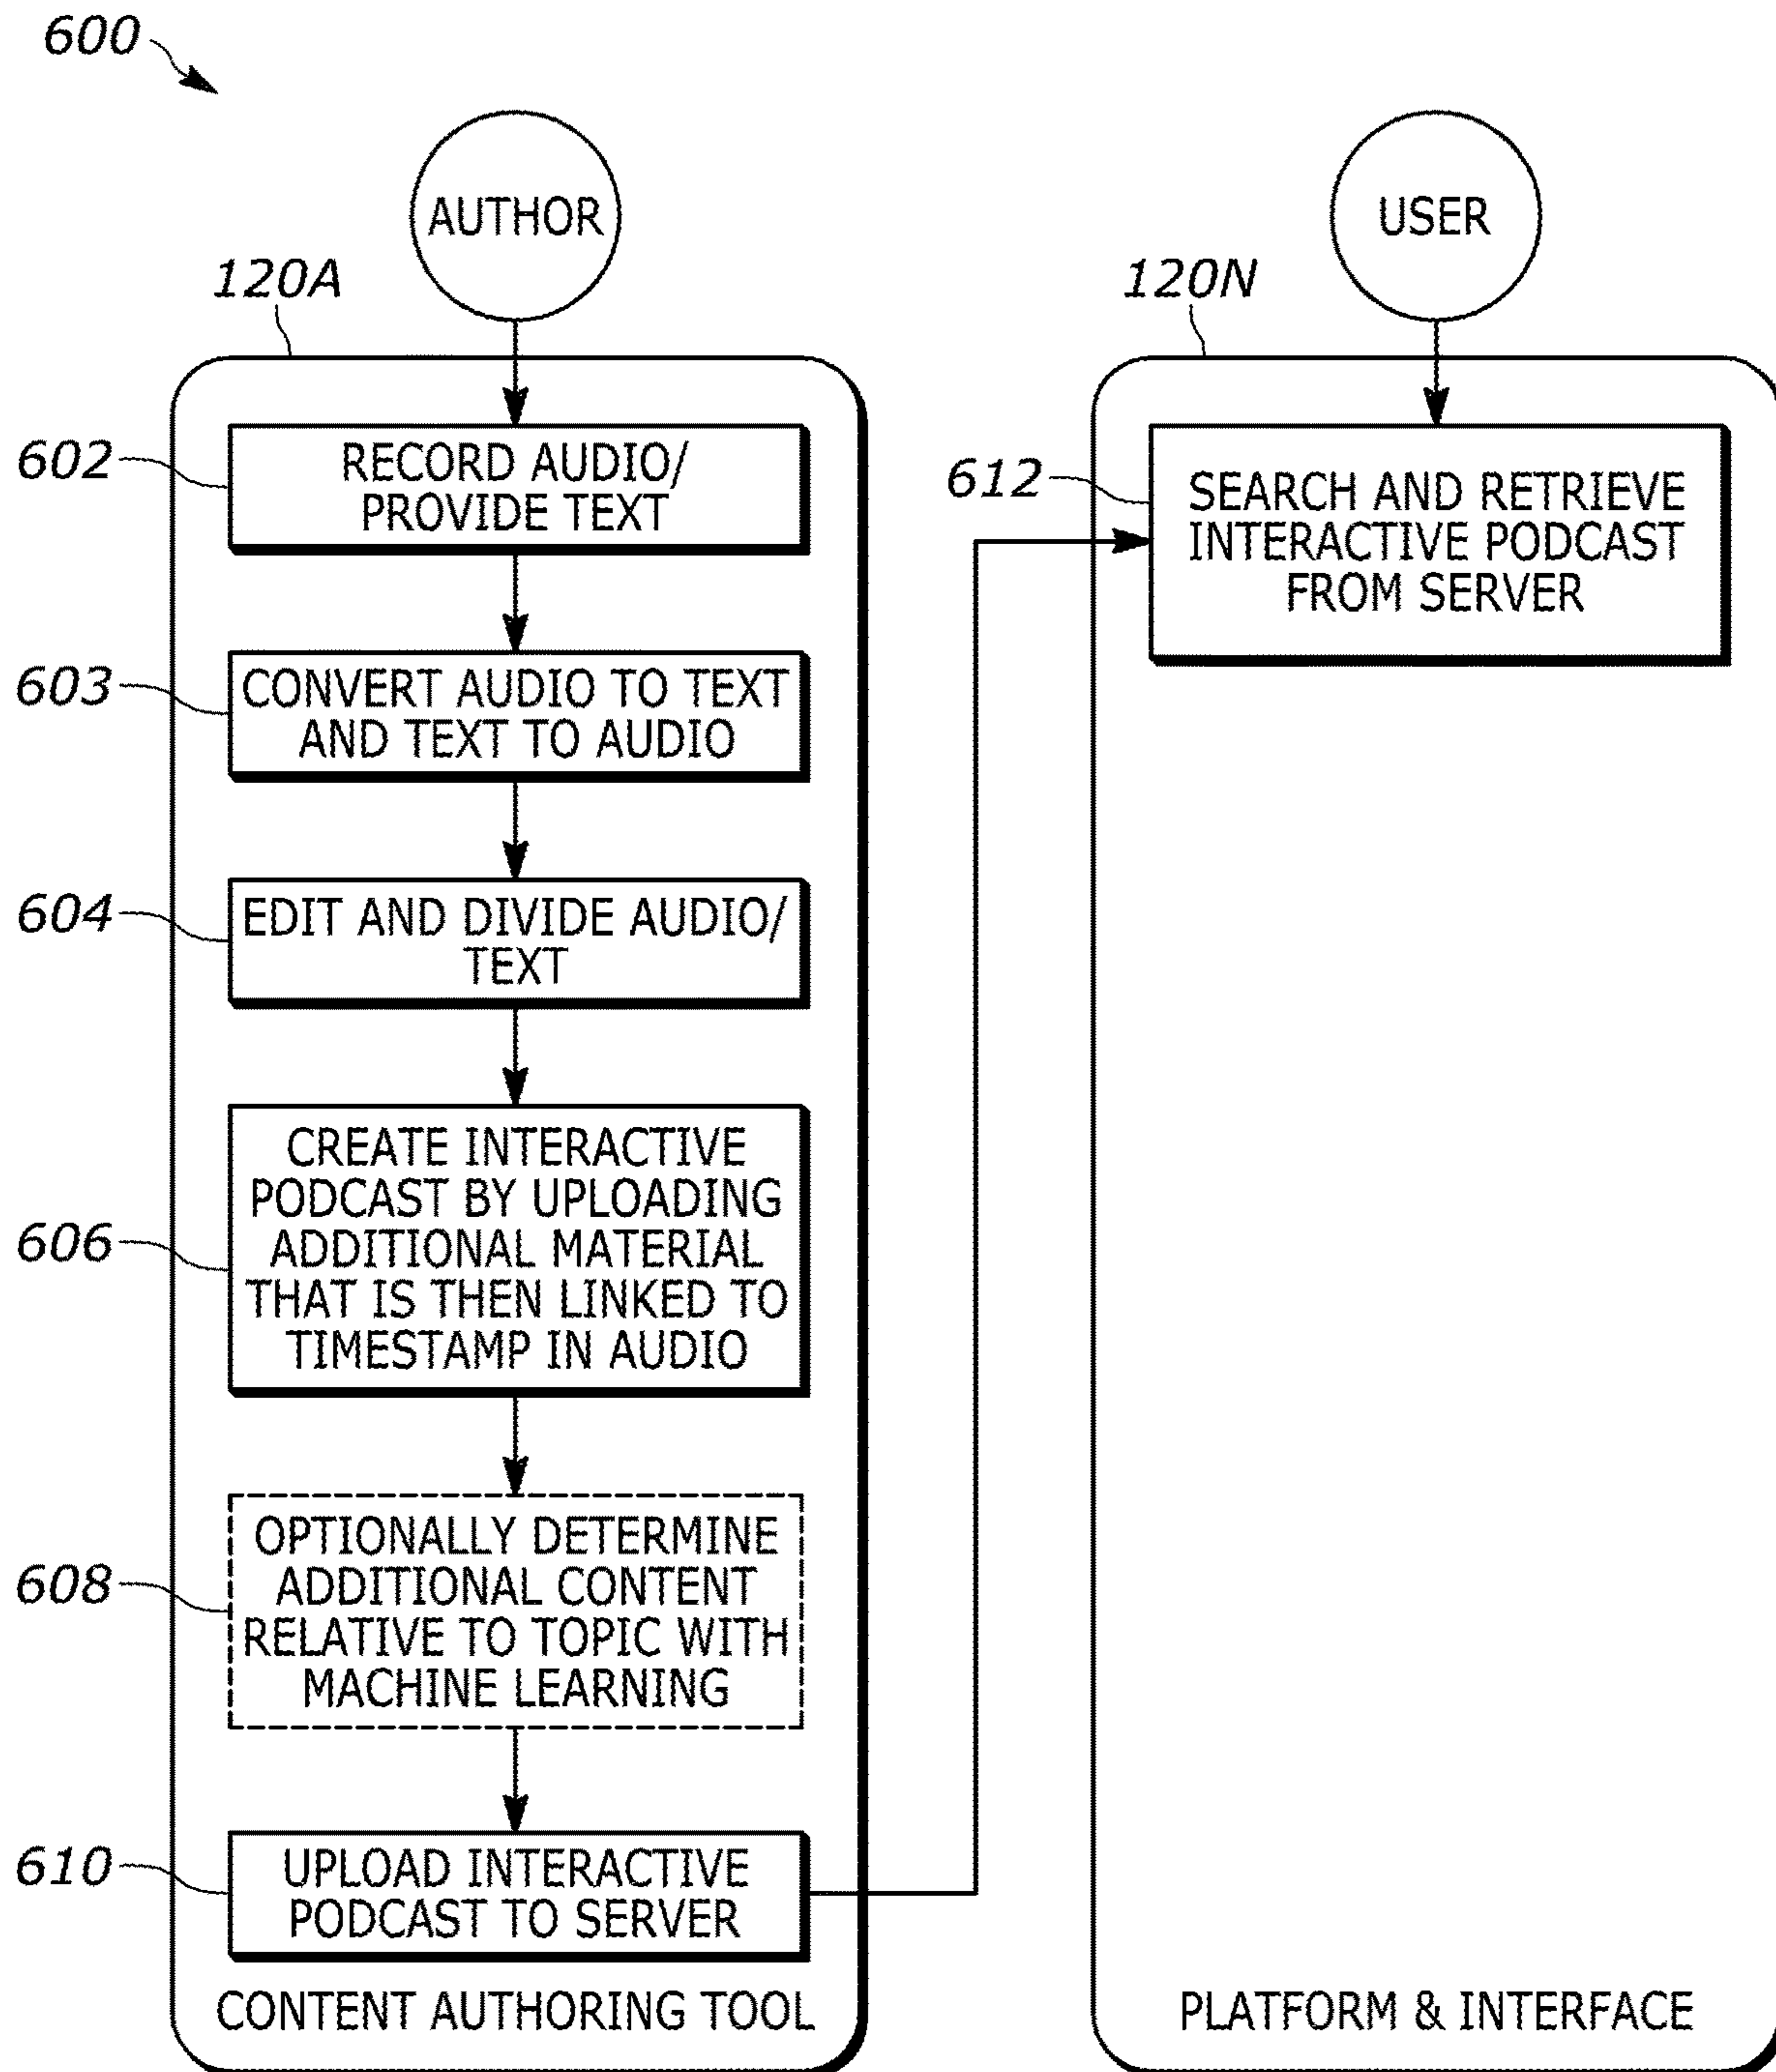 600
AUTHOR
120A
602
RECORD AUDIO/
PROVIDE TEXT
603
CONVERT AUDIO TO TEXT
AND TEXT TO AUDIO
604
EDIT AND DIVIDE AUDIO/
TEXT
606
CREATE INTERACTIVE
PODCAST BY UPLOADING
ADDITIONAL MATERIAL
THAT IS THEN LINKED TO
TIMESTAMP IN AUDIO
608
OPTIONALLY DETERMINE
ADDITIONAL CONTENT
RELATIVE TO TOPIC WITH
MACHINE LEARNING
610
UPLOAD INTERACTIVE
PODCAST TO SERVER
CONTENT AUTHORING TOOL
USER
120N
612
SEARCH AND RETRIEVE
INTERACTIVE PODCAST
FROM SERVER
PLATFORM & INTERFACE